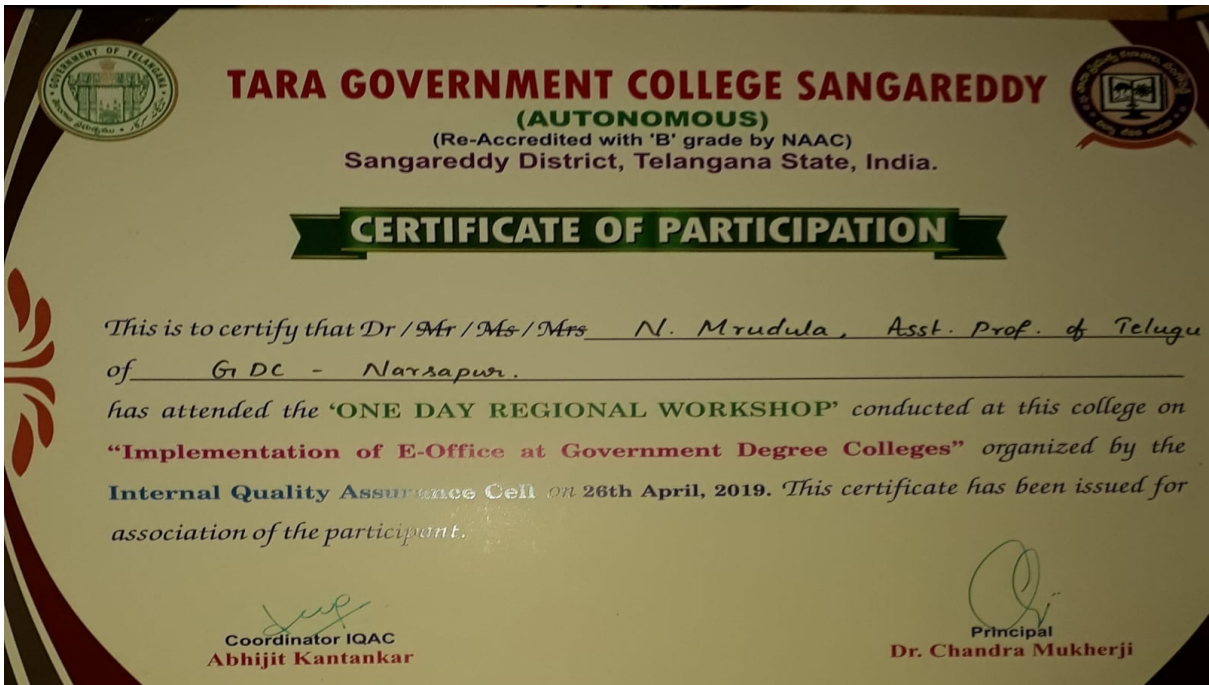 GOVERNMENT OF TELANGANA
TARA GOVERNMENT COLLEGE SANGAREDDY
(AUTONOMOUS)
(Re-Accredited with 'B' grade by NAAC)
Sangareddy District, Telangana State, India.
CERTIFICATE OF PARTICIPATION
This is to certify that Dr / Mr / Ms / Mrs N. Mrudula, Asst. Prof. of Telugu
of GDC - Narsapur.
has attended the ‘ONE DAY REGIONAL WORKSHOP’ conducted at this college on
“Implementation of E-Office at Government Degree Colleges” organized by the
Internal Quality Assurance Cell on 26th April, 2019. This certificate has been issued for
association of the participant.
Coordinator IQAC
Abhijit Kantankar
Principal
Dr. Chandra Mukherji